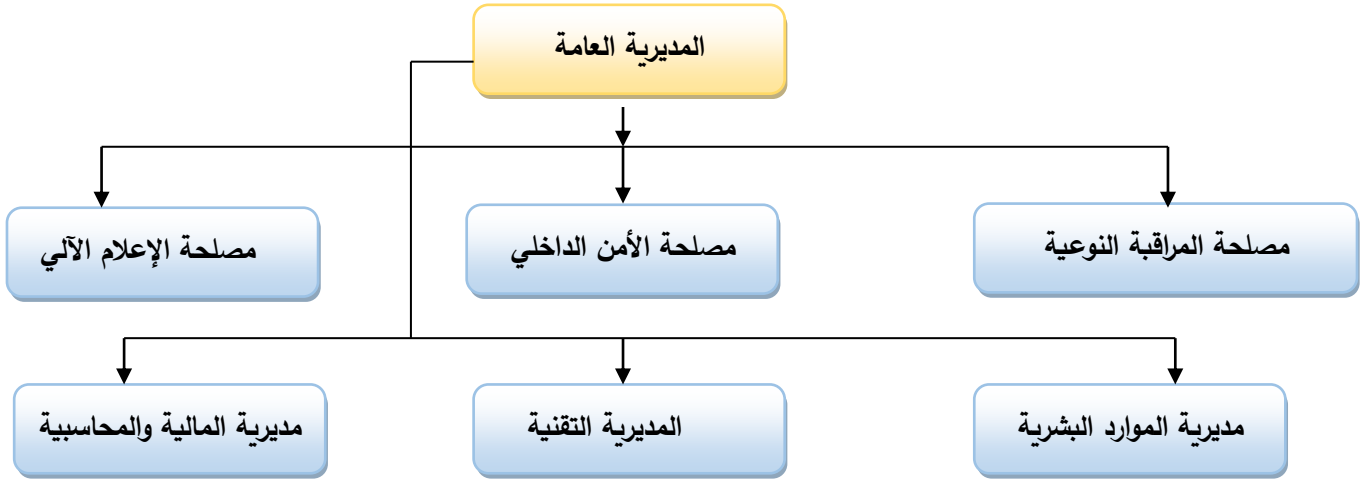 المديرية العامة
مصلحة المراقبة النوعية
مصلحة الأمن الداخلي
مصلحة الإعلام الآلي
مديرية الموارد البشرية
المديرية التقنية
مديرية المالية والمحاسبية